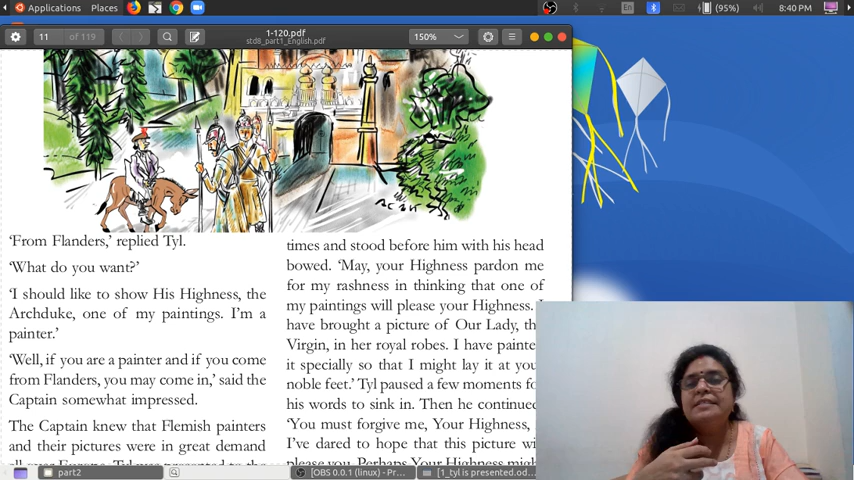 Applications Places En (95%) 8:40 PM
11 of 119 1-120.pdf 150%
std8_part1_English.pdf
‘From Flanders,’ replied Tyl.
‘What do you want?’
‘I should like to show His Highness, the
Archduke, one of my paintings. I’m a
painter.’
‘Well, if you are a painter and if you come
from Flanders, you may come in,’ said the
Captain somewhat impressed.
The Captain knew that Flemish painters
and their pictures were in great demand
times and stood before him with his head
bowed. ‘May, your Highness pardon me
for my rashness in thinking that one of
my paintings will please your Highness. I
have brought a picture of Our Lady, th
Virgin, in her royal robes. I have painte
it specially so that I might lay it at you
noble feet.’ Tyl paused a few moments fo
his words to sink in. Then he continue
‘You must forgive me, Your Highness,
I’ve dared to hope that this picture wi
please you. Perhaps Your Highness migh
part2 [OBS 0.0.1 (linux) - Pr... [1_tyl is presented.od...